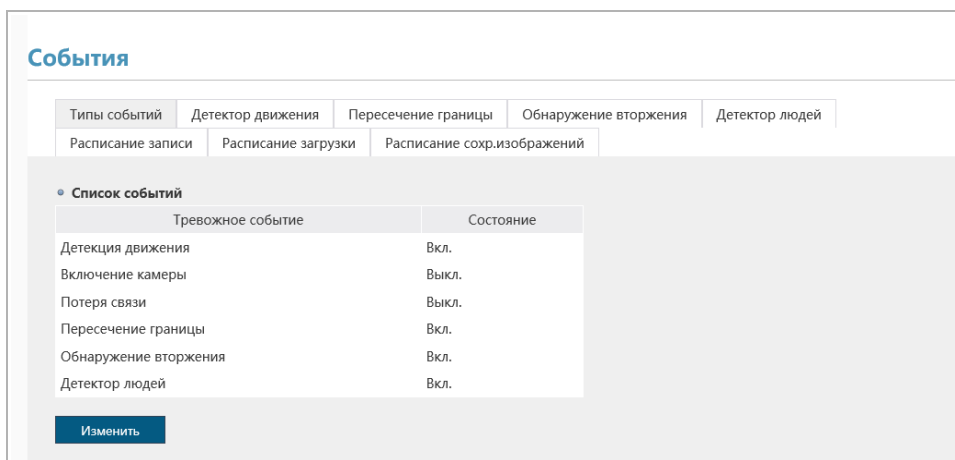 События
Типы событий Детектор движения Пересечение границы Обнаружение вторжения Детектор людей
Расписание записи Расписание загрузки Расписание сохр.изображений
Список событий
Тревожное событие Состояние
Детекция движения Вкл.
Включение камеры Выкл.
Потеря связи Выкл.
Пересечение границы Вкл.
Обнаружение вторжения Вкл.
Детектор людей Вкл.
Изменить